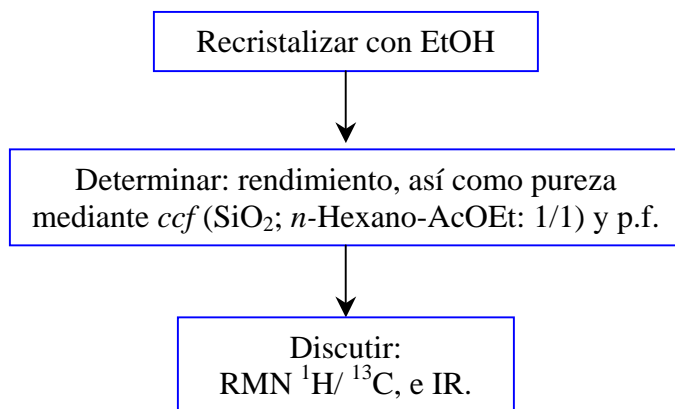 Recristalizar con EtOH
Determinar: rendimiento, así como pureza
mediante ccf (SiO₂; n-Hexano-AcOEt: 1/1) y p.f.
Discutir:
RMN ¹H/ ¹³C, e IR.